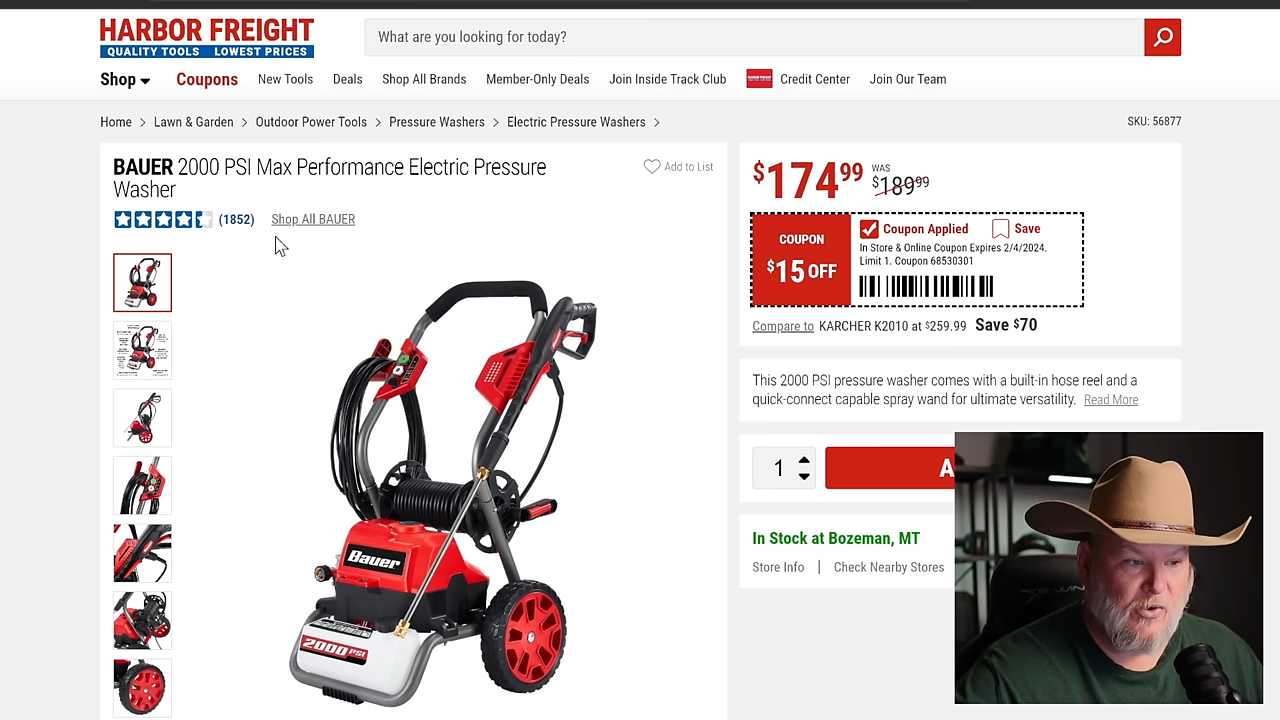 HARBOR FREIGHT
QUALITY TOOLS LOWEST PRICES
What are you looking for today?
Shop
Coupons
New Tools
Deals
Shop All Brands
Member-Only Deals
Join Inside Track Club
Credit Center
Join Our Team
Home > Lawn & Garden > Outdoor Power Tools > Pressure Washers > Electric Pressure Washers >
SKU: 56877
BAUER 2000 PSI Max Performance Electric Pressure
Washer
Add to List
(1852)
Shop All BAUER
Bauer
2000 PSI
$174 99
WAS
$189 99
COUPON
$15 OFF
Coupon Applied
Save
In Store & Online Coupon Expires 2/4/2024.
Limit 1. Coupon 68530301
Compare to KARCHER K2010 at $259.99 Save $70
This 2000 PSI pressure washer comes with a built-in hose reel and a
quick-connect capable spray wand for ultimate versatility. Read More
1
A
In Stock at Bozeman, MT
Store Info | Check Nearby Stores